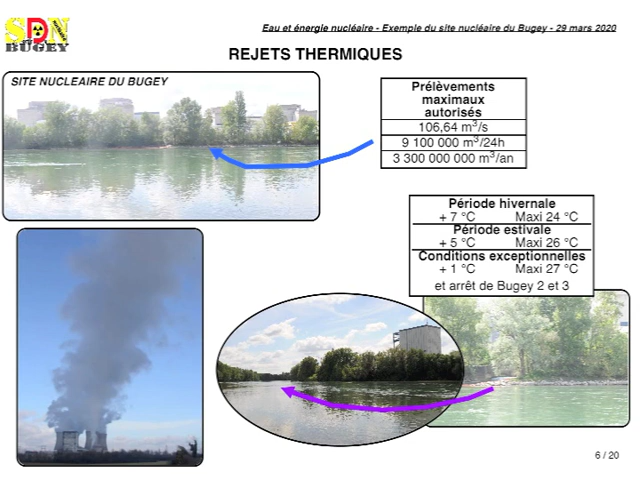 SDN
BUGEY
Eau et énergie nucléaire - Exemple du site nucléaire du Bugey - 29 mars 2020
REJETS THERMIQUES
SITE NUCLEAIRE DU BUGEY
Prélèvements
maximaux
autorisés
106,64 m³/s
9 100 000 m³/24h
3 300 000 000 m³/an
Période hivernale
+ 7 °C Maxi 24 °C
Période estivale
+ 5 °C Maxi 26 °C
Conditions exceptionnelles
+ 1 °C Maxi 27 °C
et arrêt de Bugey 2 et 3
6 / 20